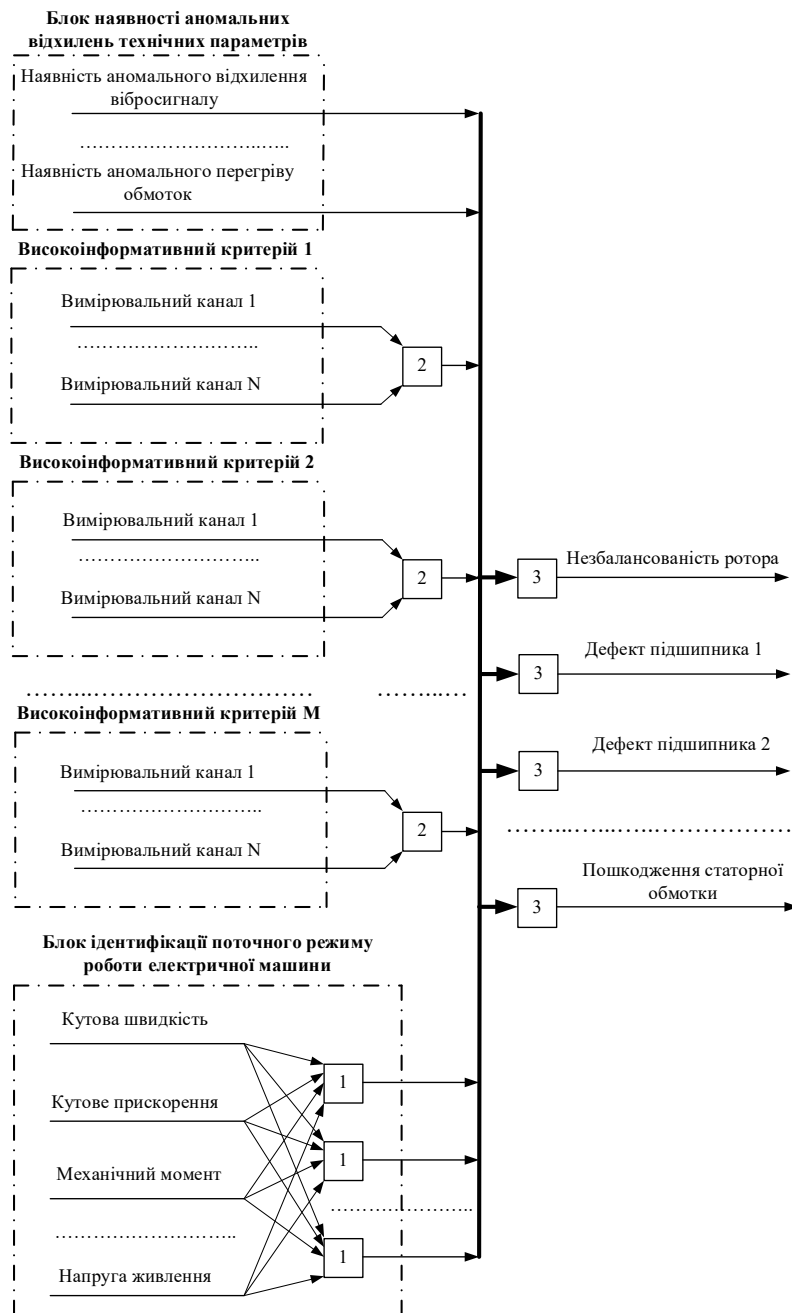 Блок наявності аномальних
відхилень технічних параметрів
Наявність аномального відхилення
вібросигналу
………………………………..…..
Наявність аномального перегріву
обмоток
Високоінформативний критерій 1
Вимірювальний канал 1
…………………………..
Вимірювальний канал N
2
Високоінформативний критерій 2
Вимірювальний канал 1
…………………………..
Вимірювальний канал N
2
3
Незбалансованість ротора
3
Дефект підшипника 1
……...………………………
……...…
Високоінформативний критерій M
Вимірювальний канал 1
…………………………..
Вимірювальний канал N
2
3
Дефект підшипника 2
……...…...…..………………
3
Пошкодження статорної
обмотки
Блок ідентифікації поточного режиму
роботи електричної машини
Кутова швидкість
1
Кутове прискорення
1
Механічний момент
……………………..
………………………..
1
Напруга живлення